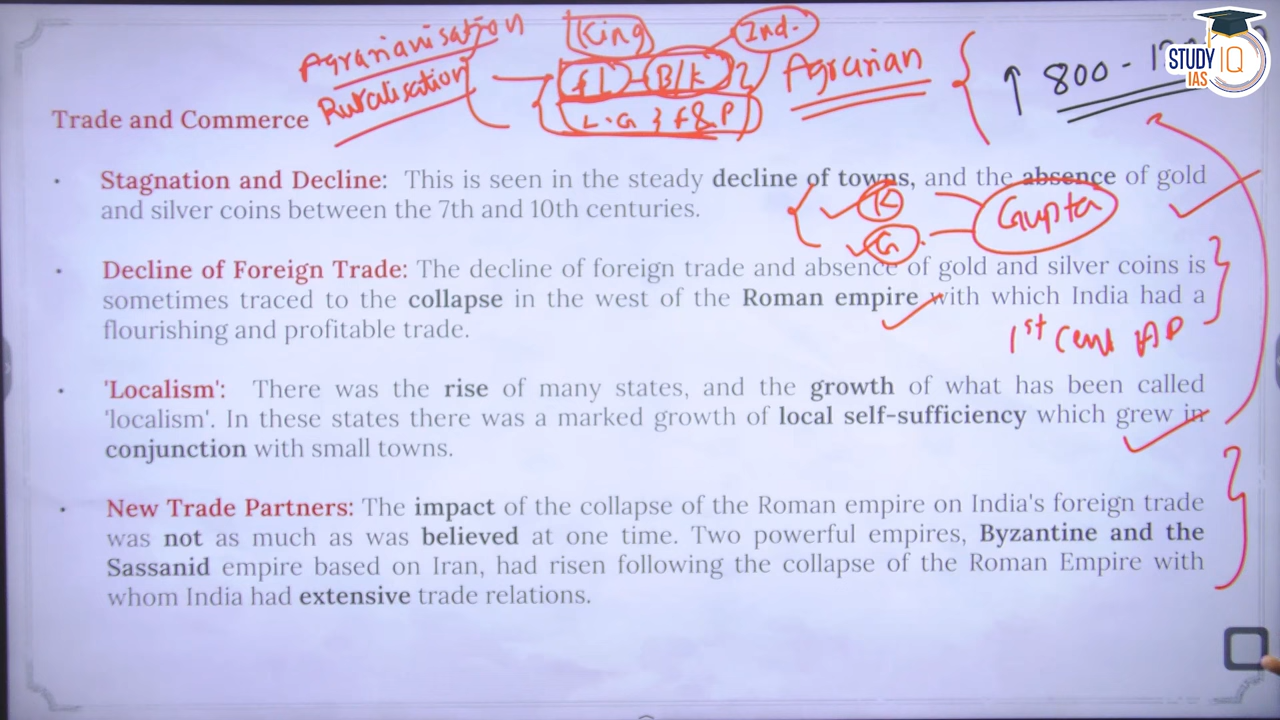 Agrarianisation
Ruralisation
King
Ind.
fL - B/K
L.G } f & P
Agrarian
↑ 800 -
STUDY IQ
IAS
Trade and Commerce
· Stagnation and Decline: This is seen in the steady decline of towns, and the absence of gold
and silver coins between the 7th and 10th centuries.
K
G
Gupta
· Decline of Foreign Trade: The decline of foreign trade and absence of gold and silver coins is
sometimes traced to the collapse in the west of the Roman empire with which India had a
flourishing and profitable trade.
1st Cent AD
· 'Localism': There was the rise of many states, and the growth of what has been called
'localism'. In these states there was a marked growth of local self-sufficiency which grew in
conjunction with small towns.
· New Trade Partners: The impact of the collapse of the Roman empire on India's foreign trade
was not as much as was believed at one time. Two powerful empires, Byzantine and the
Sassanid empire based on Iran, had risen following the collapse of the Roman Empire with
whom India had extensive trade relations.